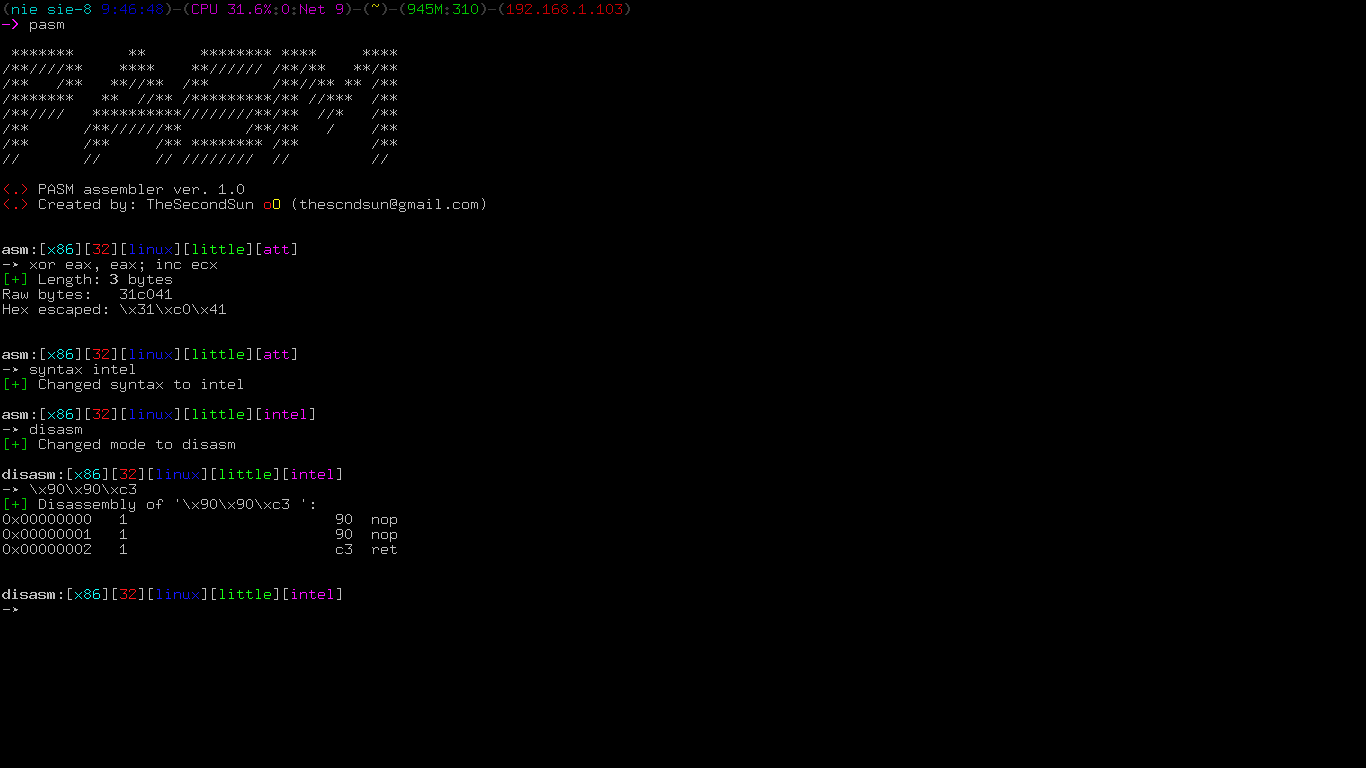 (nie sie-8 9:46:48)-(CPU 31.6%:0:Net 9)-(~)-(945M:310)-(192.168.1.103)
-> pasm
 *******      **      ******** ****     ****
/**////**    ****    **////// /**/**   **/**
/**   /**   **//**  /**       /**//** ** /**
/*******   **  //** /*********/** //***  /**
/**////   **********////////**/**  //*   /**
/**      /**//////**       /**/**   /    /**
/**      /**     /** ******** /**        /**
//       //      // ////////  //         //
<.> PASM assembler ver. 1.0
<.> Created by: TheSecondSun oO (thescndsun@gmail.com)
asm:[x86][32][linux][little][att]
-➤ xor eax, eax; inc ecx
[+] Length: 3 bytes
Raw bytes:   31c041
Hex escaped: \x31\xc0\x41
asm:[x86][32][linux][little][att]
-➤ syntax intel
[+] Changed syntax to intel
asm:[x86][32][linux][little][intel]
-➤ disasm
[+] Changed mode to disasm
disasm:[x86][32][linux][little][intel]
-➤ \x90\x90\xc3
[+] Disassembly of '\x90\x90\xc3 ':
0x00000000   1                       90  nop
0x00000001   1                       90  nop
0x00000002   1                       c3  ret
disasm:[x86][32][linux][little][intel]
-➤